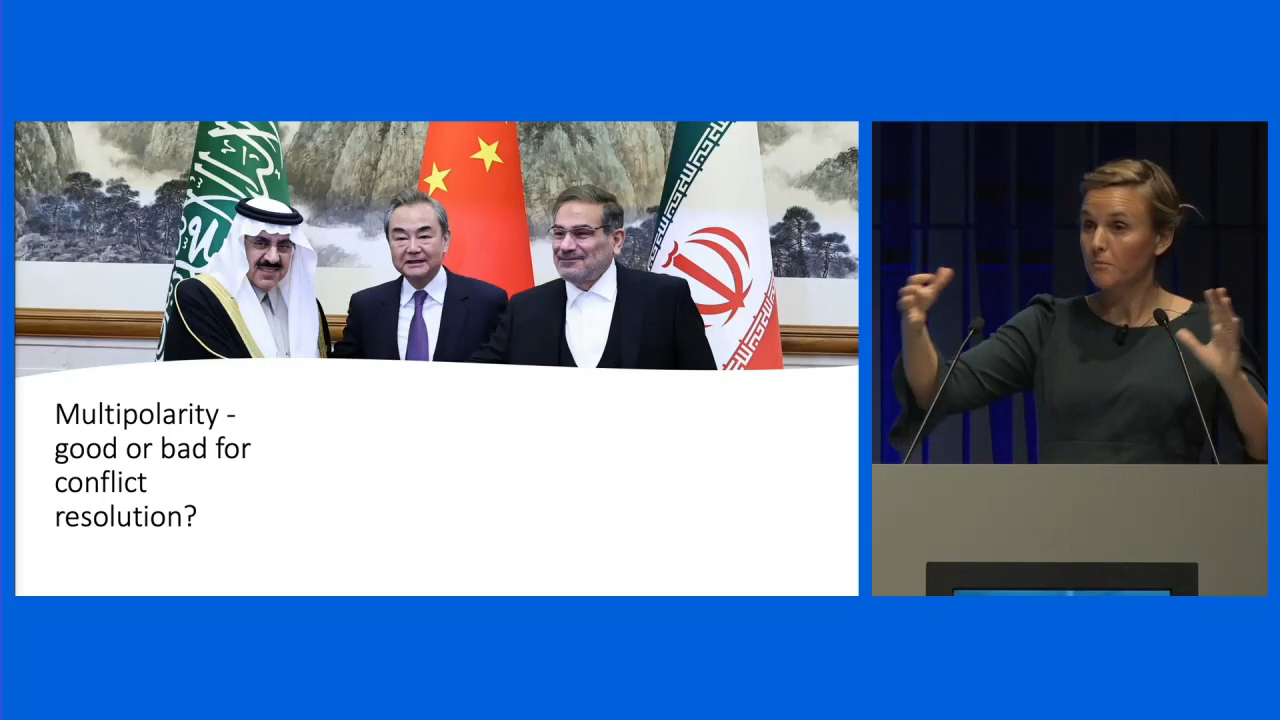 Multipolarity -
good or bad for
conflict
resolution?